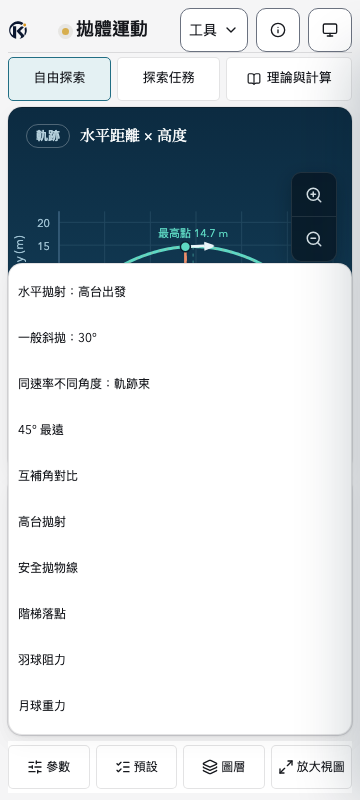 拋體運動
工具
自由探索
探索任務
理論與計算
軌跡
水平距離 × 高度
最高點 14.7 m
20
15
y (m)
水平拋射：高台出發
一般斜拋：30°
同速率不同角度：軌跡束
45° 最遠
互補角對比
高台拋射
安全拋物線
階梯落點
羽球阻力
月球重力
參數
預設
圖層
放大視圖